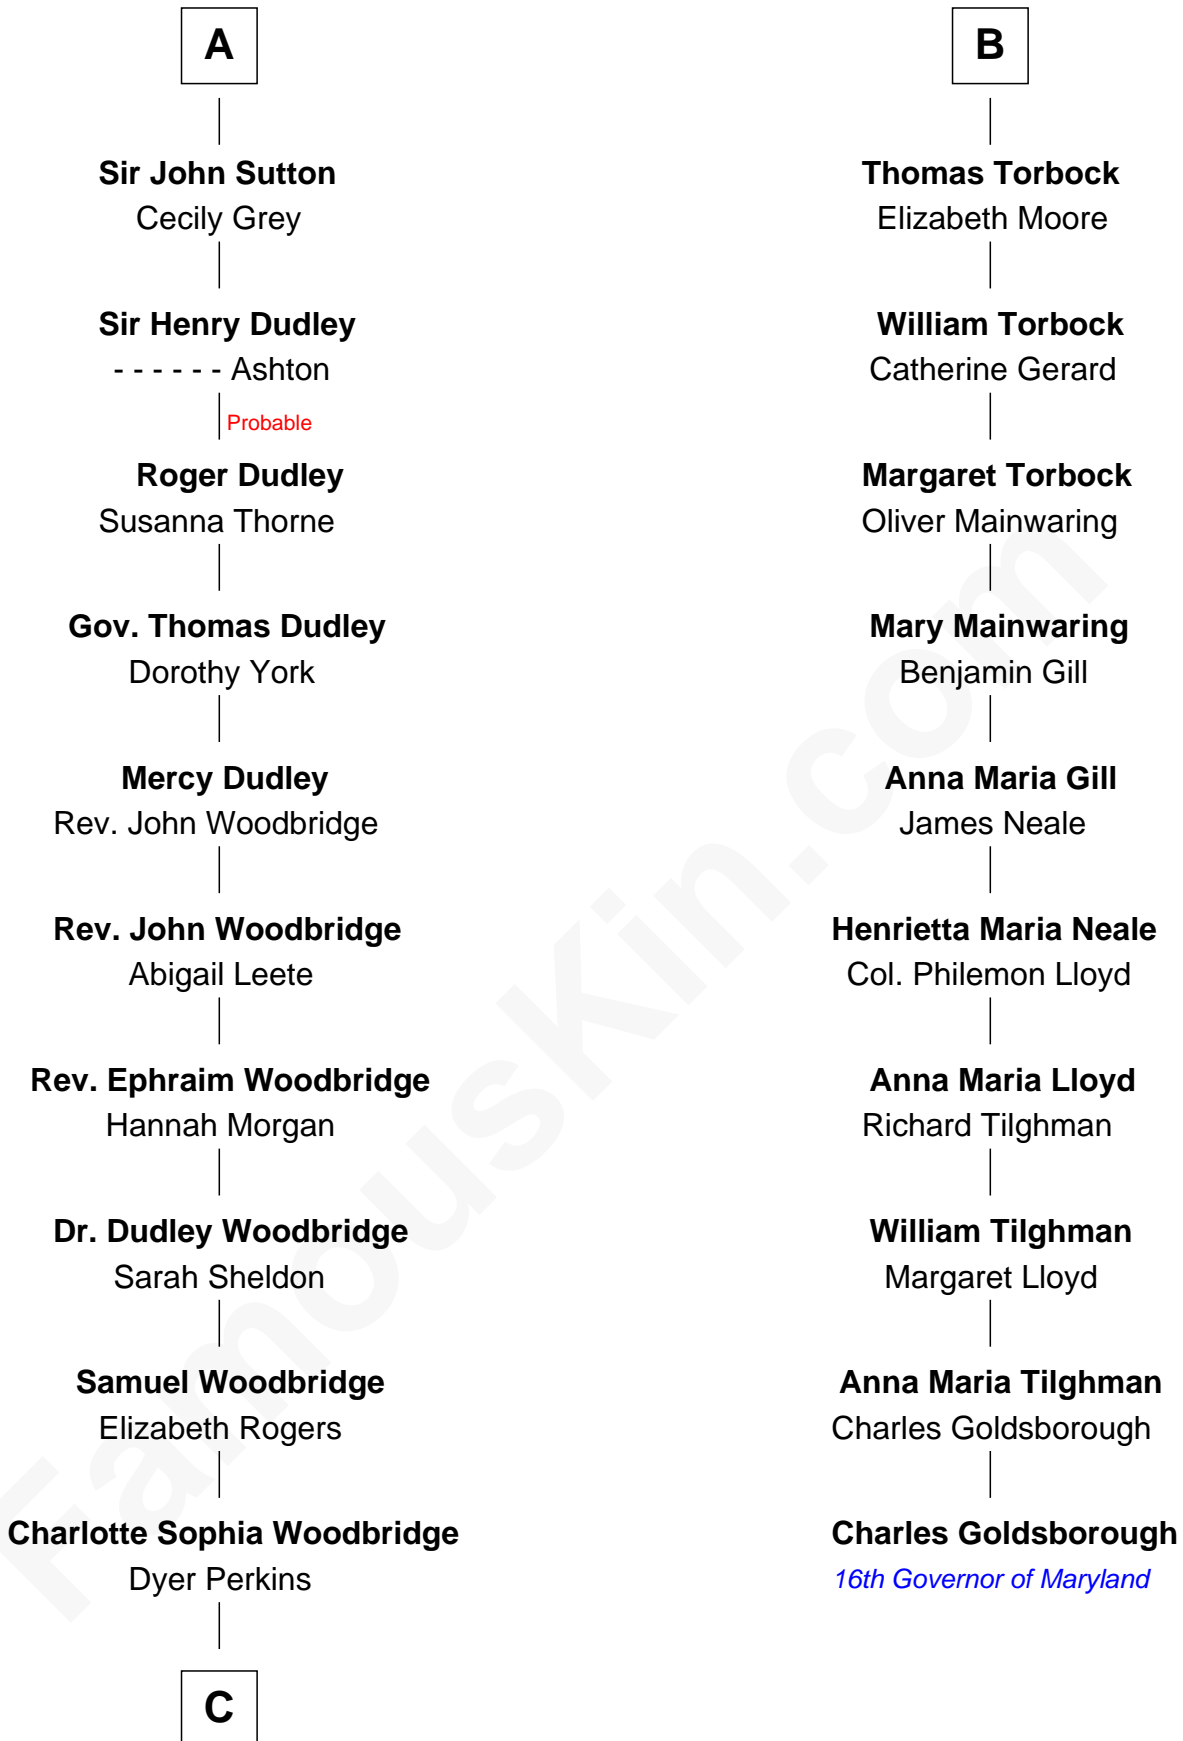 A
Sir John Sutton
Cecily Grey
Sir Henry Dudley
- - - - - - Ashton
Probable
Roger Dudley
Susanna Thorne
Gov. Thomas Dudley
Dorothy York
Mercy Dudley
Rev. John Woodbridge
Rev. John Woodbridge
Abigail Leete
Rev. Ephraim Woodbridge
Hannah Morgan
Dr. Dudley Woodbridge
Sarah Sheldon
Samuel Woodbridge
Elizabeth Rogers
Charlotte Sophia Woodbridge
Dyer Perkins
C
B
Thomas Torbock
Elizabeth Moore
William Torbock
Catherine Gerard
Margaret Torbock
Oliver Mainwaring
Mary Mainwaring
Benjamin Gill
Anna Maria Gill
James Neale
Henrietta Maria Neale
Col. Philemon Lloyd
Anna Maria Lloyd
Richard Tilghman
William Tilghman
Margaret Lloyd
Anna Maria Tilghman
Charles Goldsborough
Charles Goldsborough
16th Governor of Maryland
FamousKin.com